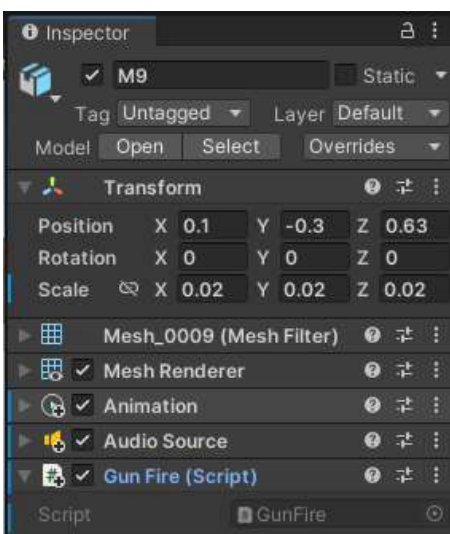 Inspector
M9 Static
Tag Untagged Layer Default
Model Open Select Overrides
Transform
Position X 0.1 Y -0.3 Z 0.63
Rotation X 0 Y 0 Z 0
Scale X 0.02 Y 0.02 Z 0.02
Mesh_0009 (Mesh Filter)
Mesh Renderer
Animation
Audio Source
Gun Fire (Script)
Script GunFire